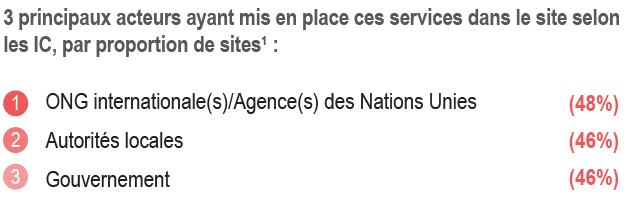 3 principaux acteurs ayant mis en place ces services dans le site selon
les IC, par proportion de sites¹ :
1 ONG internationale(s)/Agence(s) des Nations Unies (48%)
2 Autorités locales (46%)
3 Gouvernement (46%)